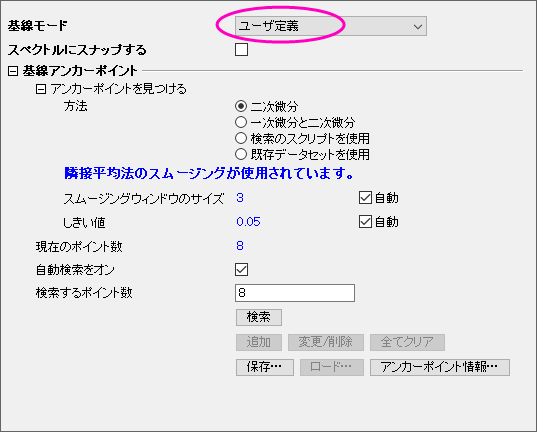 基線モード ユーザ定義
スペクトルにスナップする
基線アンカーポイント
アンカーポイントを見つける
方法 二次微分
一次微分と二次微分
検索のスクリプトを使用
既存データセットを使用
隣接平均法のスムージングが使用されています。
スムージングウィンドウのサイズ 3 自動
しきい値 0.05 自動
現在のポイント数 8
自動検索をオン
検索するポイント数 8
検索
追加 変更/削除 全てクリア
保存… ロード… アンカーポイント情報…